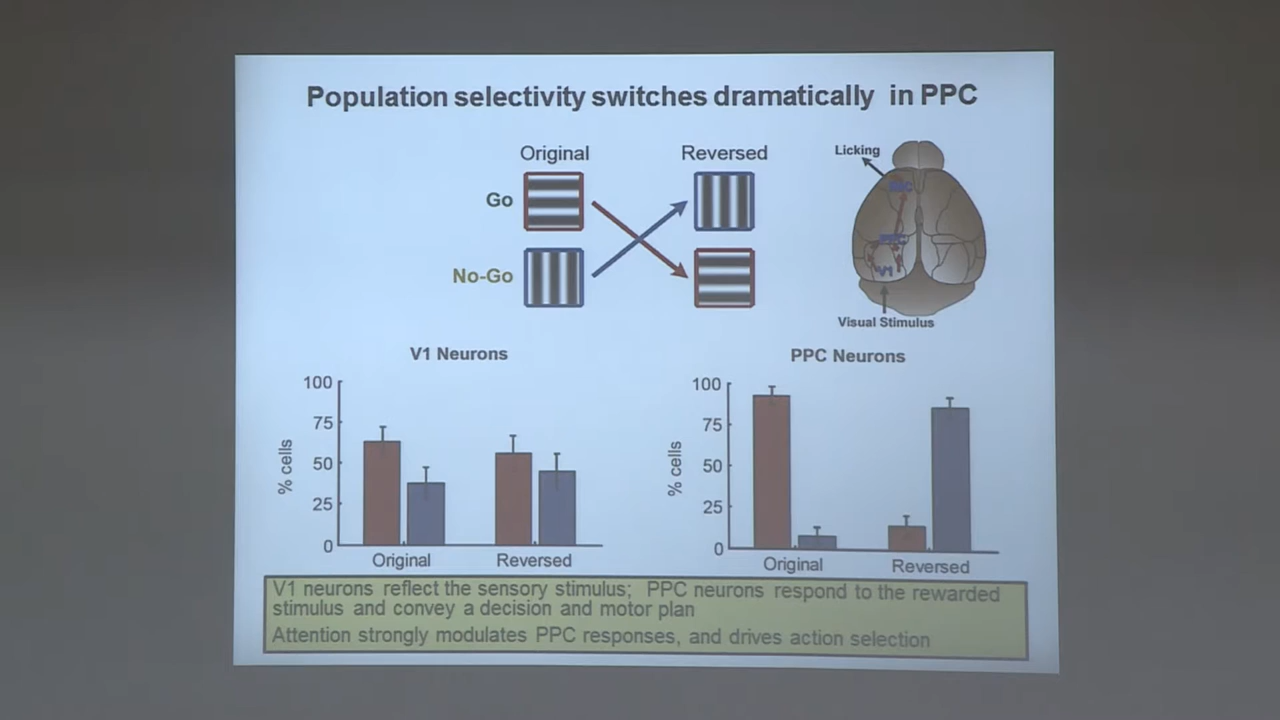 Population selectivity switches dramatically in PPC
Original
Reversed
Go
No-Go
Licking
PPC
V1
Visual Stimulus
V1 Neurons
100
75
50
25
0
% cells
Original
Reversed
PPC Neurons
100
75
50
25
0
% cells
Original
Reversed
V1 neurons reflect the sensory stimulus; PPC neurons respond to the rewarded
stimulus and convey a decision and motor plan
Attention strongly modulates PPC responses, and drives action selection